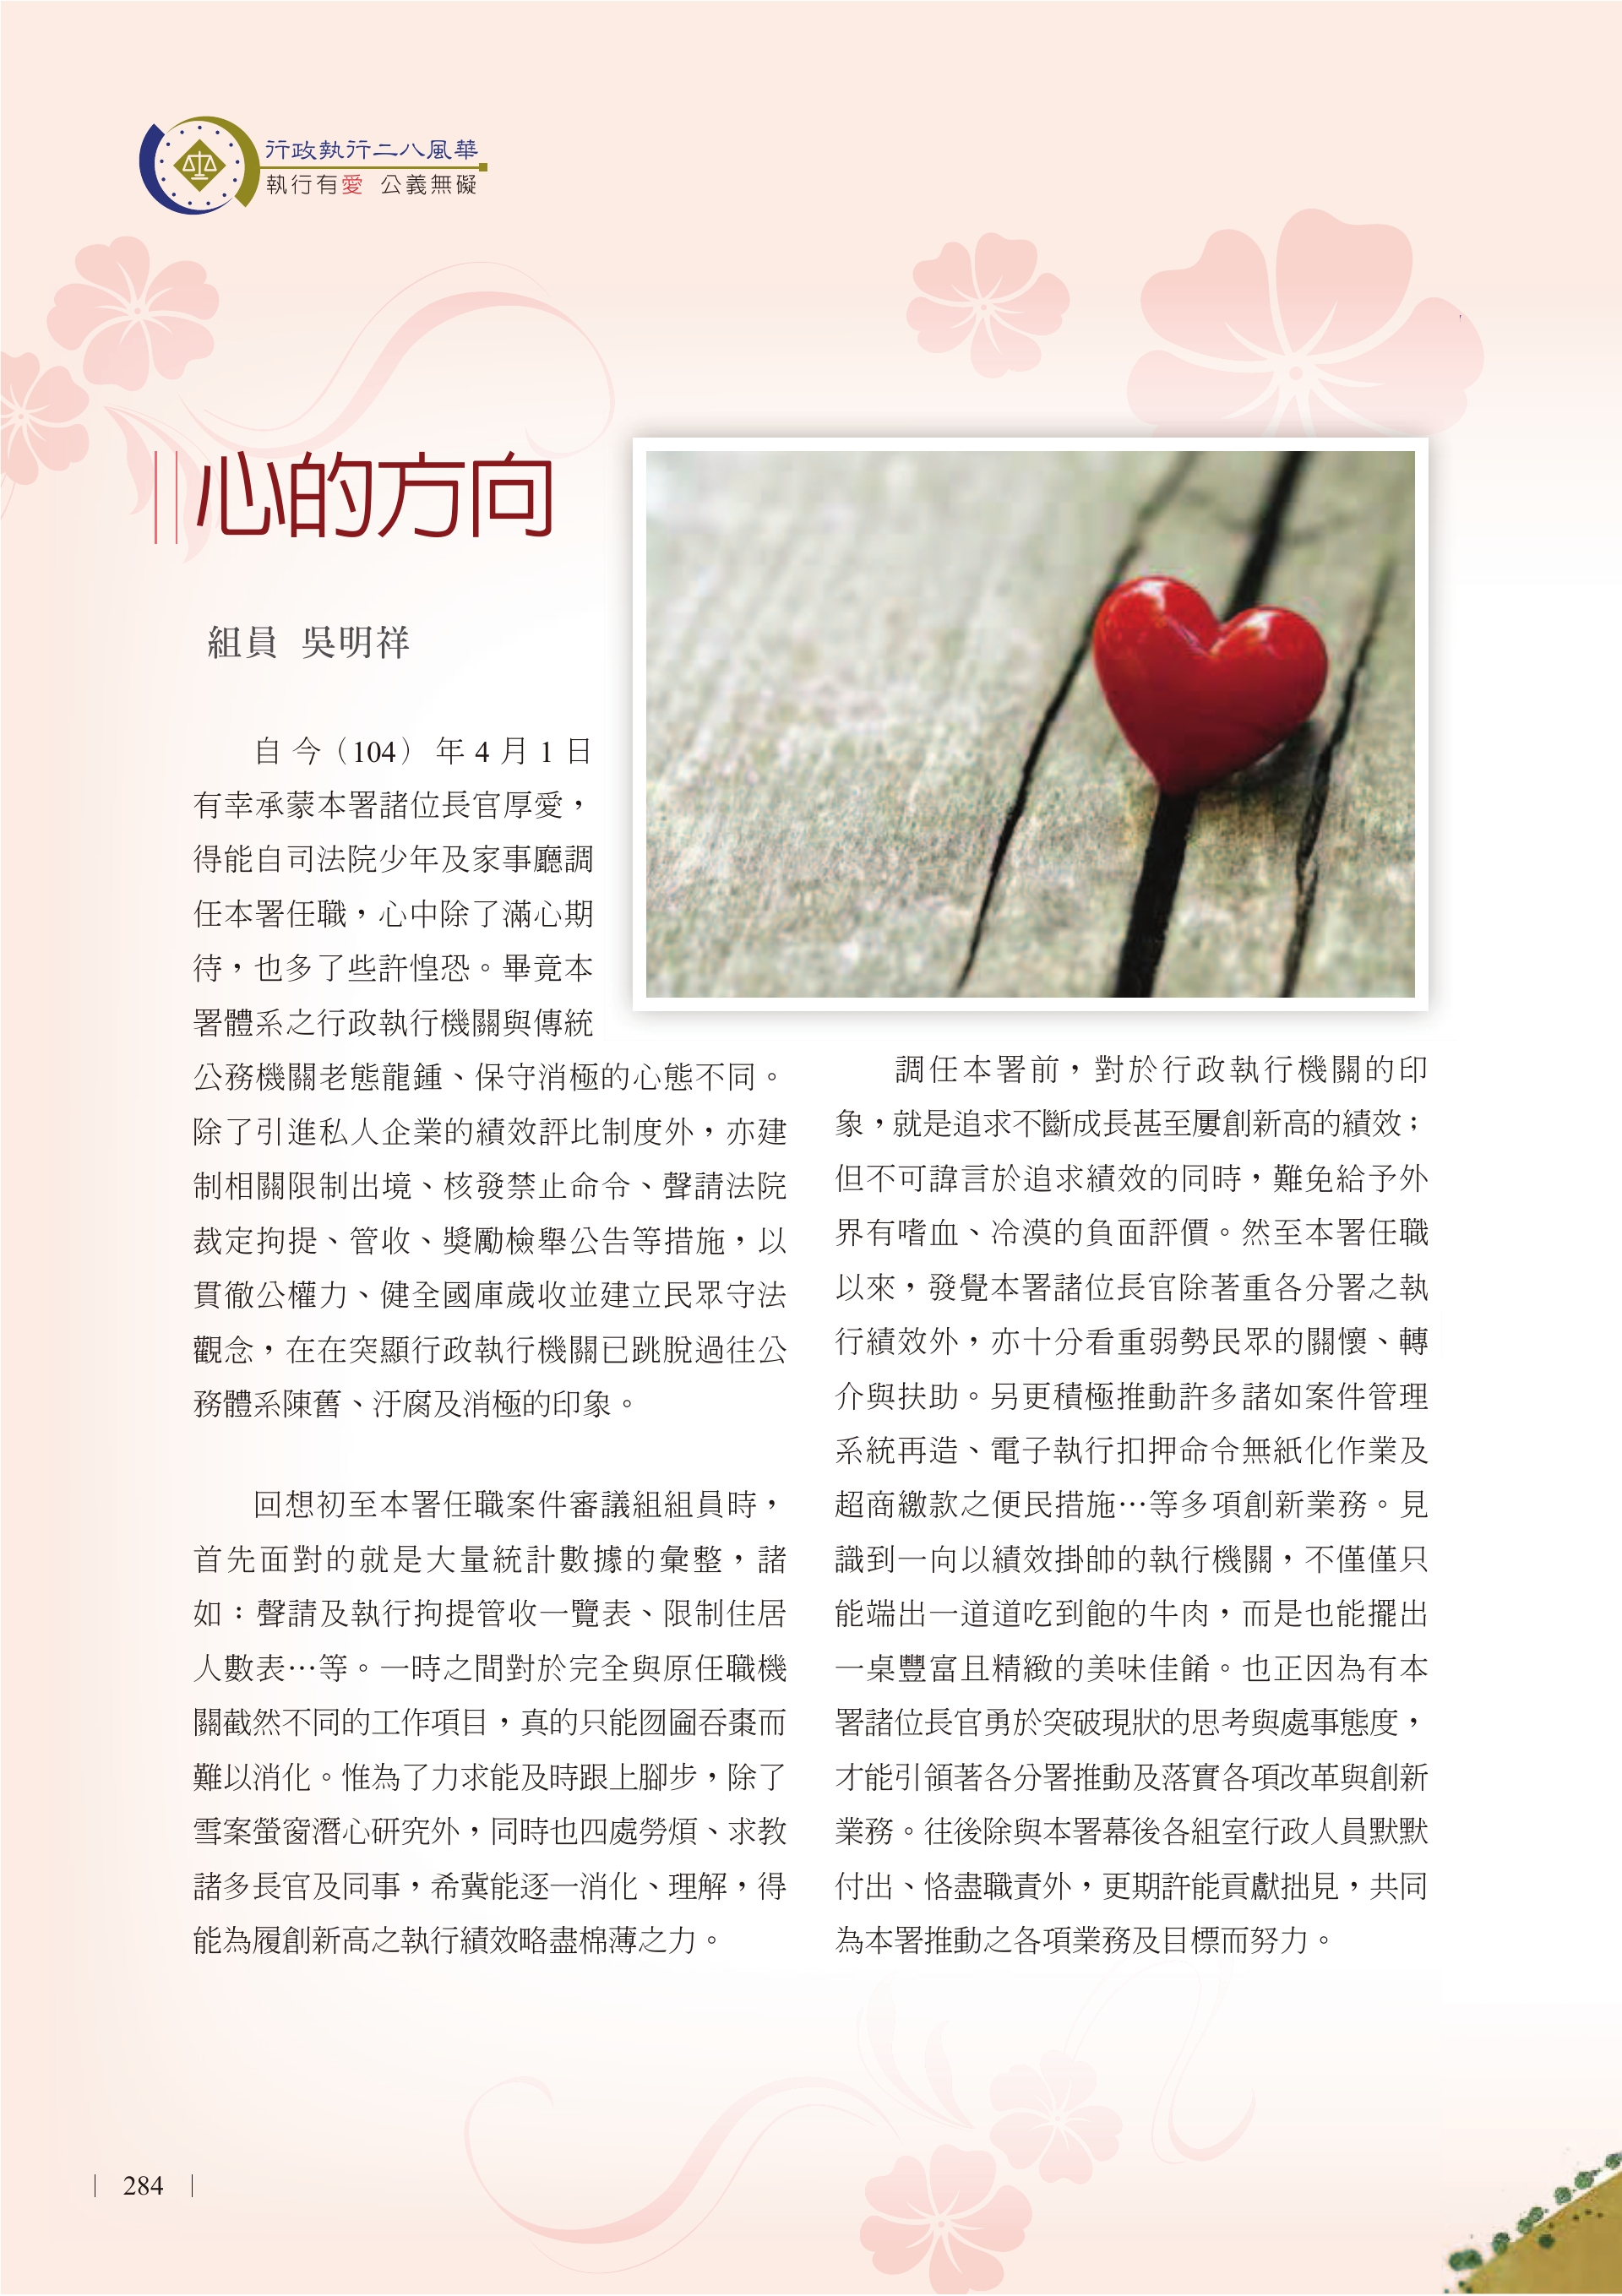 行政執行二八風華
執行有愛 公義無礙
心的方向
組員 吳明祥
自今（104）年4月1日
有幸承蒙本署諸位長官厚愛，
得能自司法院少年及家事廳調
任本署任職，心中除了滿心期
待，也多了些許惶恐。畢竟本
署體系之行政執行機關與傳統
公務機關老態龍鍾、保守消極的心態不同。
除了引進私人企業的績效評比制度外，亦建
制相關限制出境、核發禁止命令、聲請法院
裁定拘提、管收、獎勵檢舉公告等措施，以
貫徹公權力、健全國庫歲收並建立民眾守法
觀念，在在突顯行政執行機關已跳脫過往公
務體系陳舊、汙腐及消極的印象。
回想初至本署任職案件審議組組員時，
首先面對的就是大量統計數據的彙整，諸
如：聲請及執行拘提管收一覽表、限制住居
人數表…等。一時之間對於完全與原任職機
關截然不同的工作項目，真的只能囫圇吞棗而
難以消化。惟為了力求能及時跟上腳步，除了
雪案螢窗潛心研究外，同時也四處勞煩、求教
諸多長官及同事，希冀能逐一消化、理解，得
能為履創新高之執行績效略盡棉薄之力。
調任本署前，對於行政執行機關的印
象，就是追求不斷成長甚至屢創新高的績效；
但不可諱言於追求績效的同時，難免給予外
界有嗜血、冷漠的負面評價。然至本署任職
以來，發覺本署諸位長官除著重各分署之執
行績效外，亦十分看重弱勢民眾的關懷、轉
介與扶助。另更積極推動許多諸如案件管理
系統再造、電子執行扣押命令無紙化作業及
超商繳款之便民措施…等多項創新業務。見
識到一向以績效掛帥的執行機關，不僅僅只
能端出一道道吃到飽的牛肉，而是也能擺出
一桌豐富且精緻的美味佳餚。也正因為有本
署諸位長官勇於突破現狀的思考與處事態度，
才能引領著各分署推動及落實各項改革與創新
業務。往後除與本署幕後各組室行政人員默默
付出、恪盡職責外，更期許能貢獻拙見，共同
為本署推動之各項業務及目標而努力。
284